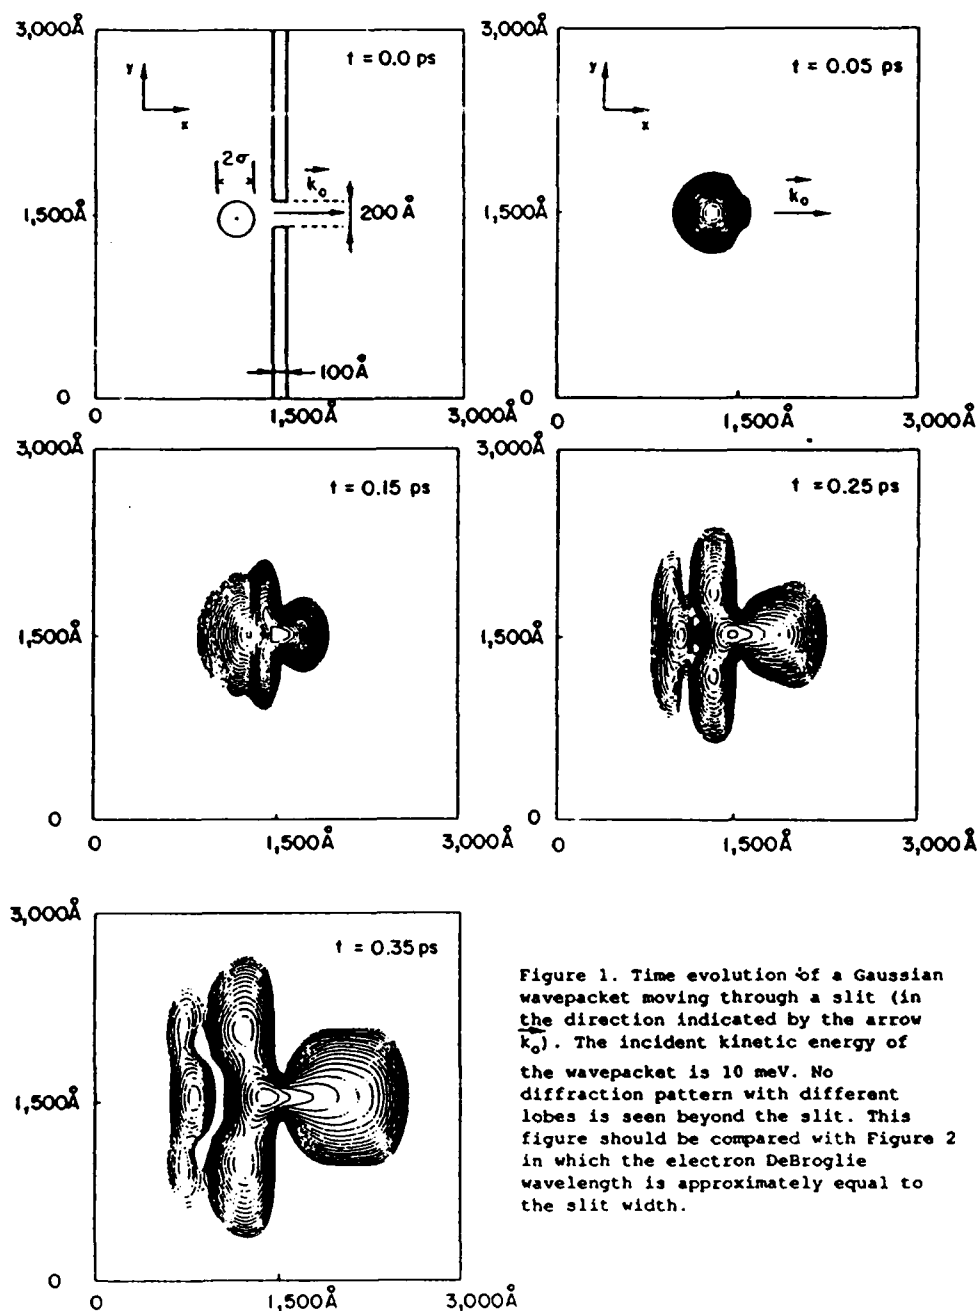 3,000Å
t = 0.0 ps
y
x
2σ
k₀
200 Å
1,500Å
100Å
0
0
1,500Å
3,000Å
3,000Å
t = 0.05 ps
y
x
k₀
1,500Å
0
0
1,500Å
3,000Å
3,000Å
t = 0.15 ps
1,500Å
0
0
1,500Å
3,000Å
3,000Å
t = 0.25 ps
1,500Å
0
0
1,500Å
3,000Å
3,000Å
t = 0.35 ps
1,500Å
0
0
1,500Å
3,000Å
Figure 1. Time evolution of a Gaussian
wavepacket moving through a slit (in
the direction indicated by the arrow
k₀). The incident kinetic energy of
the wavepacket is 10 meV. No
diffraction pattern with different
lobes is seen beyond the slit. This
figure should be compared with Figure 2
in which the electron DeBroglie
wavelength is approximately equal to
the slit width.